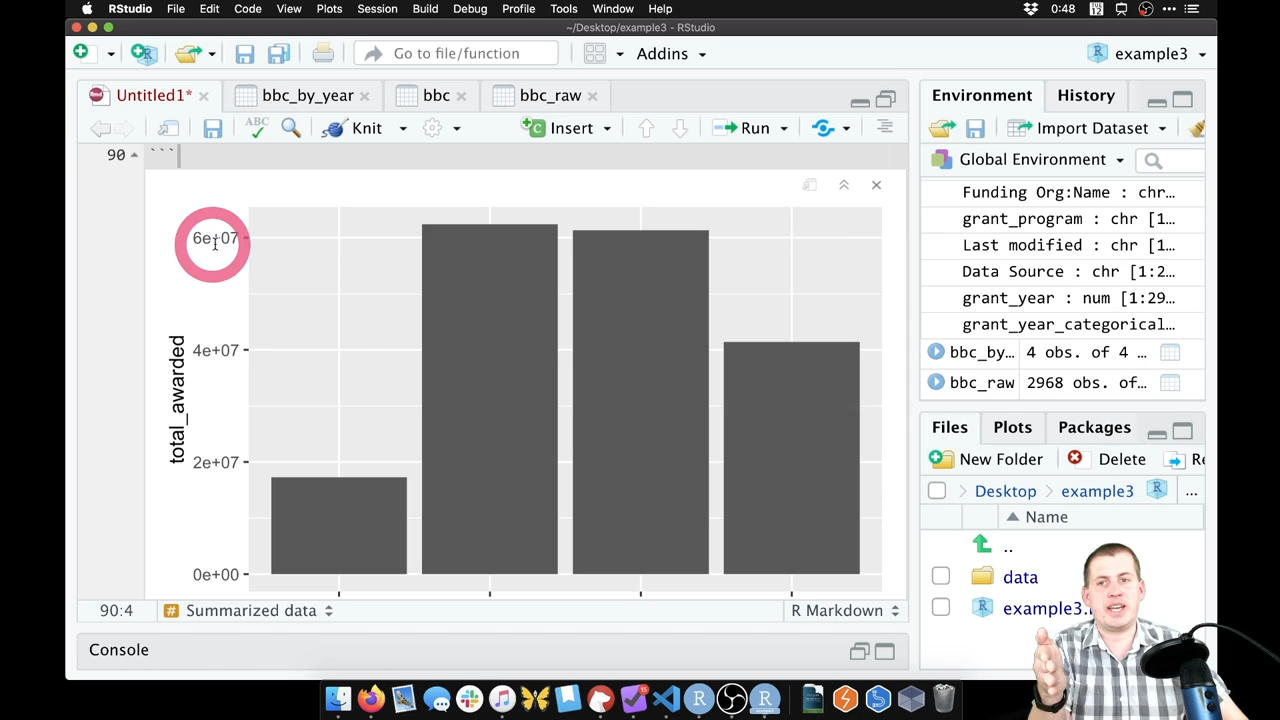 RStudio File Edit Code View Plots Session Build Debug Profile Tools Window Help 0:48
~/Desktop/example3 - RStudio
Go to file/function Addins example3
Untitled1* bbc_by_year bbc bbc_raw
ABC Knit Insert Run
90 ```
6e+07
4e+07
2e+07
0e+00
total_awarded
90:4 # Summarized data R Markdown
Console
Environment History
Import Dataset
Global Environment
Funding Org:Name : chr…
grant_program : chr [1…
Last modified : chr [1…
Data Source : chr [1:2…
grant_year : num [1:29…
grant_year_categorical…
bbc_by… 4 obs. of 4 …
bbc_raw 2968 obs. of…
Files Plots Packages
New Folder Delete Re
Desktop example3 ...
Name
..
data
example3.